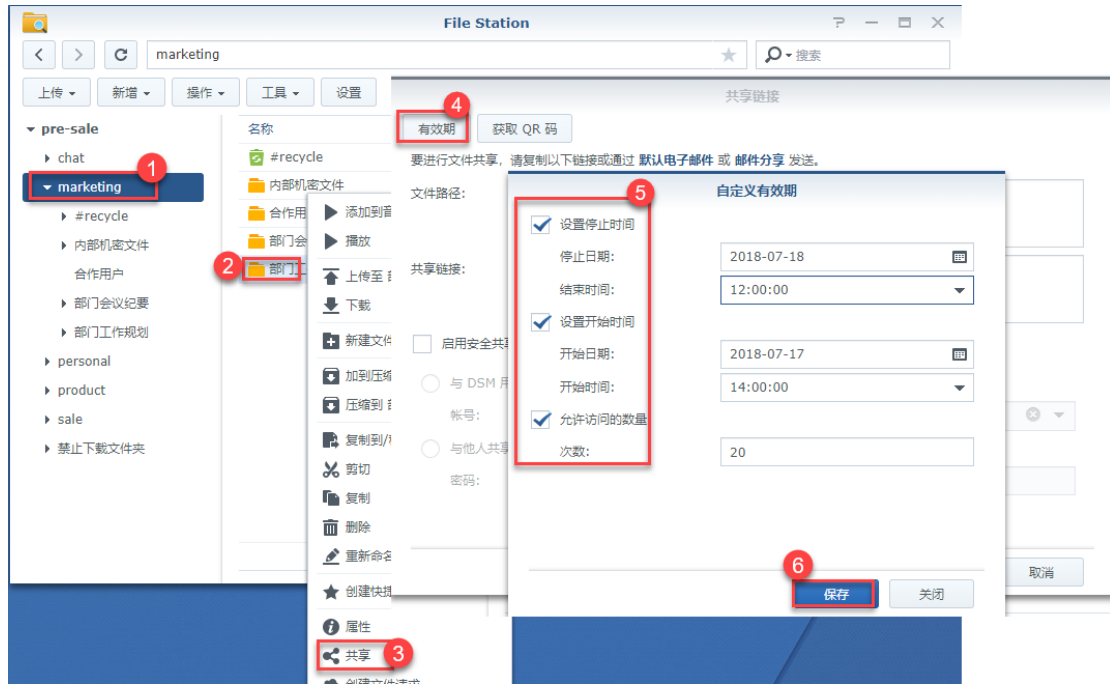 File Station
marketing
搜索
上传
新增
操作
工具
设置
pre-sale
chat
marketing
#recycle
内部机密文件
合作用户
部门会议纪要
部门工作规划
personal
product
sale
禁止下载文件夹
名称
#recycle
内部机密文件
合作用
部门会
部门工
1
2
添加到音
播放
上传至
下载
新建文件
加到压缩
压缩到
复制到/
剪切
复制
删除
重新命名
创建快捷
属性
共享
3
创建文件请求
共享链接
4
有效期
获取 QR 码
要进行文件共享，请复制以下链接或通过 默认电子邮件 或 邮件分享 发送。
文件路径:
共享链接:
启用安全共享
与 DSM 用
帐号:
与他人共享
密码:
取消
自定义有效期
5
设置停止时间
停止日期: 2018-07-18
结束时间: 12:00:00
设置开始时间
开始日期: 2018-07-17
开始时间: 14:00:00
允许访问的数量
次数: 20
6
保存
关闭